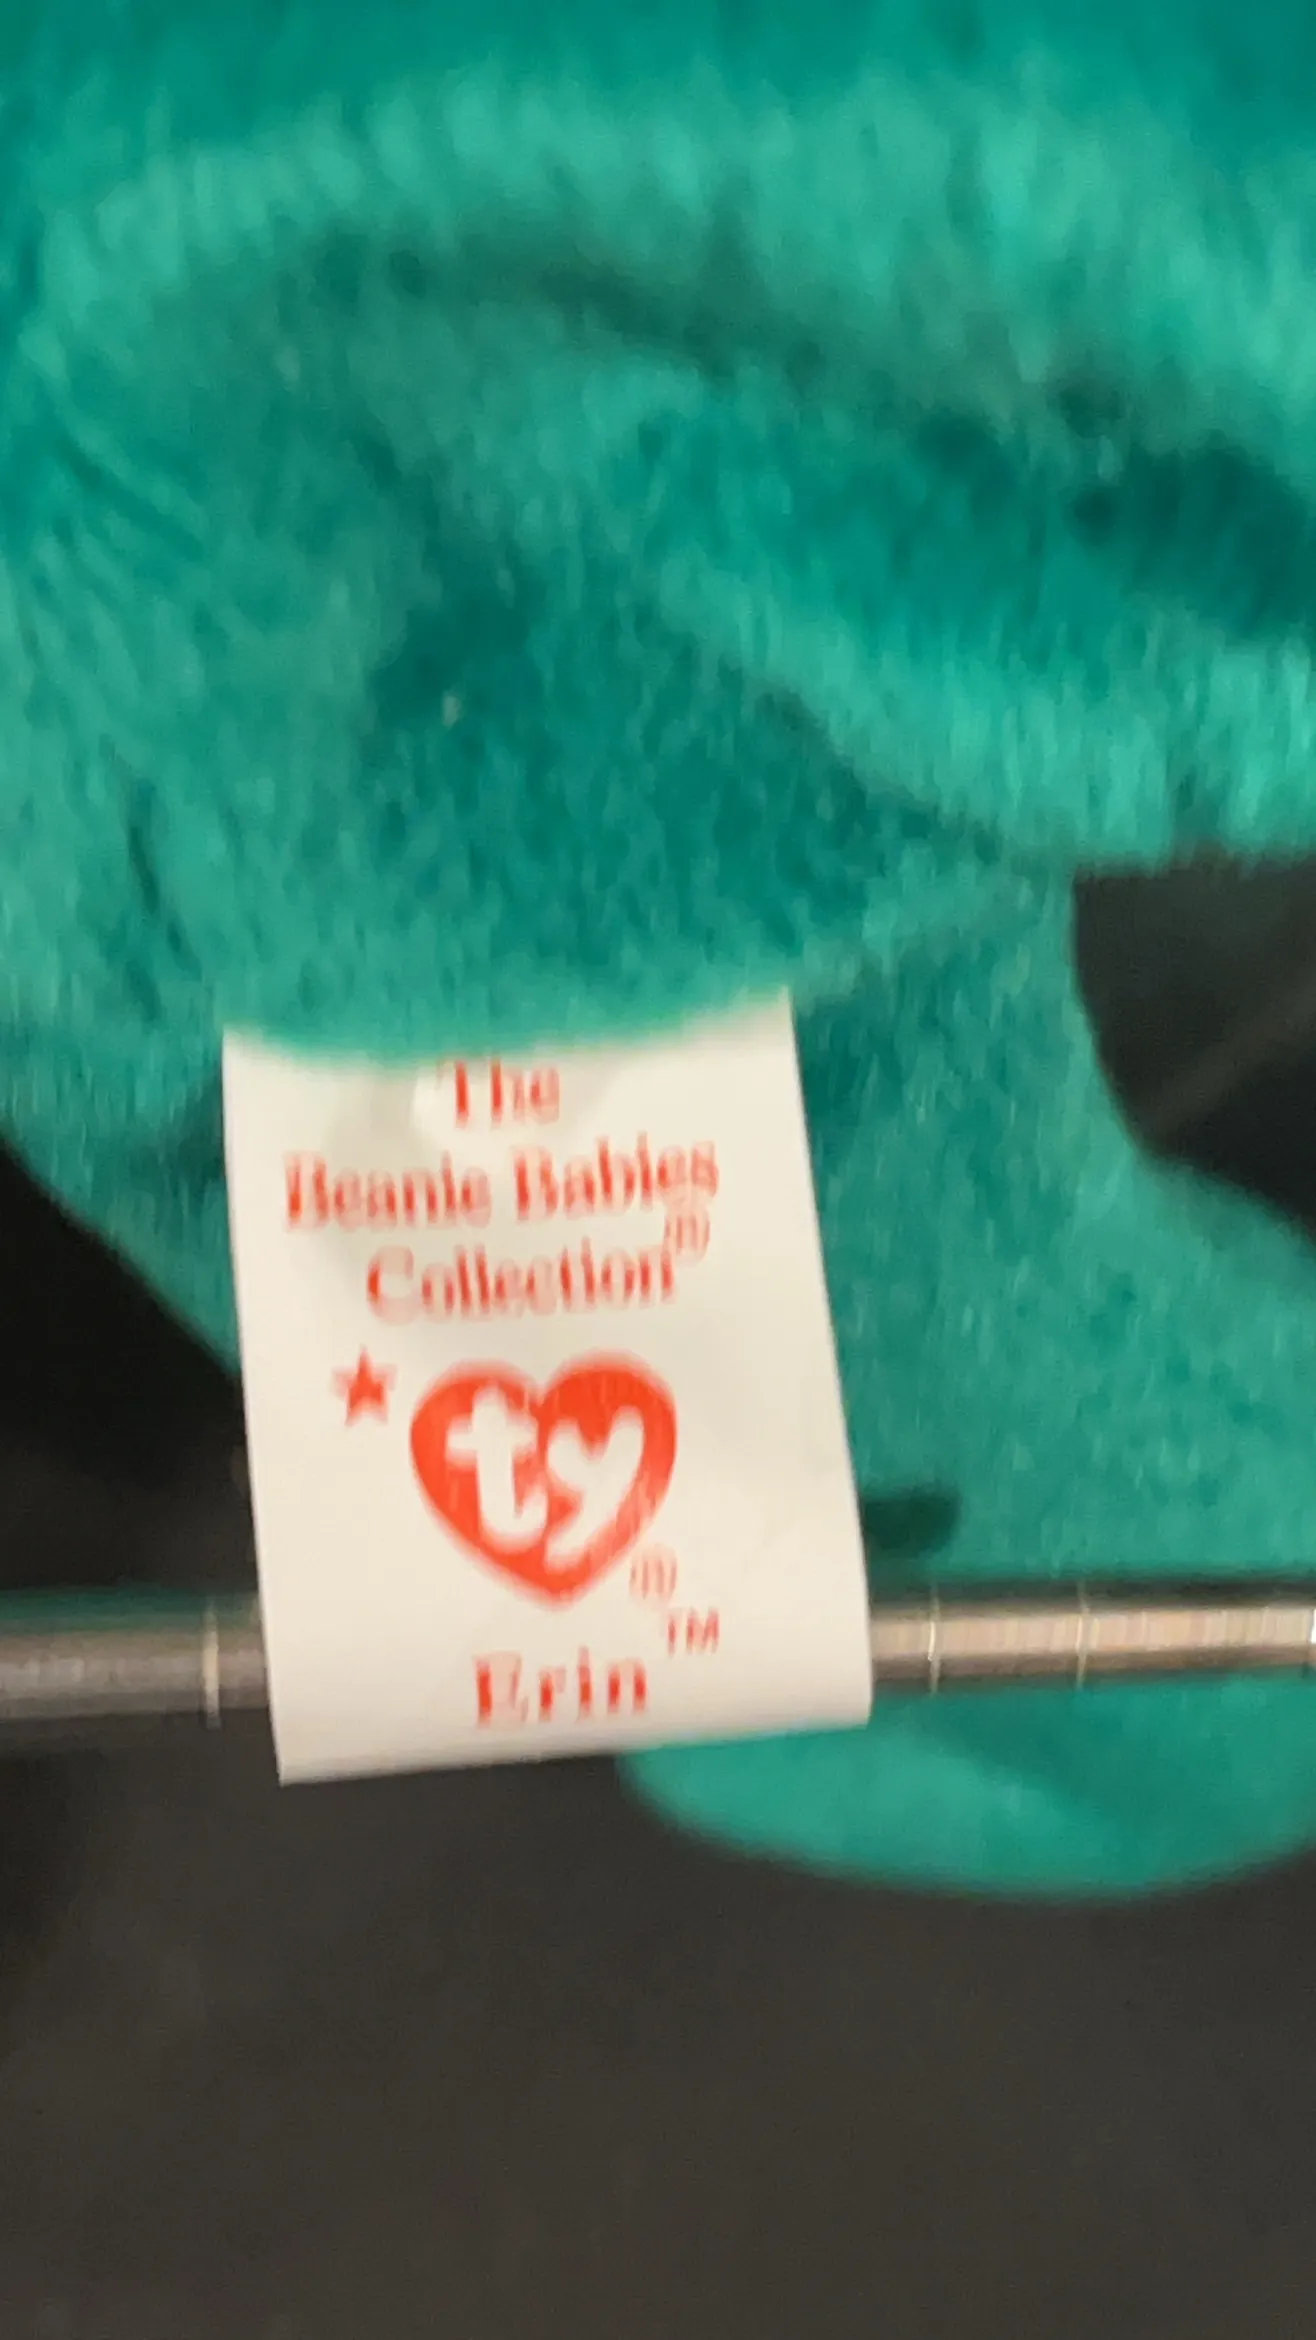 The
Beanie Babies
Collection®
ty®
Erin™